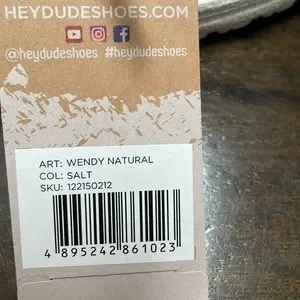 HEYDUDESHOES.COM
@heydudeshoes #heydudeshoes
ART: WENDY NATURAL
COL: SALT
SKU: 122150212
4 895242 861023